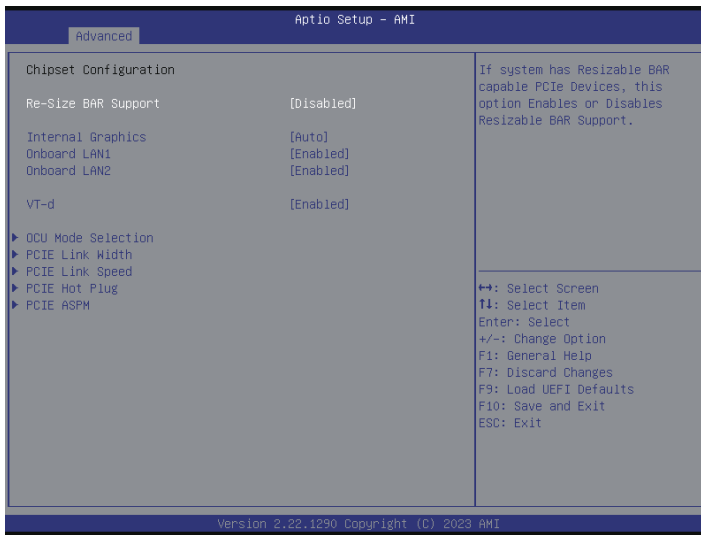 Aptio Setup – AMI
Advanced
Chipset Configuration
Re-Size BAR Support [Disabled]
Internal Graphics [Auto]
Onboard LAN1 [Enabled]
Onboard LAN2 [Enabled]
VT-d [Enabled]
OCU Mode Selection
PCIE Link Width
PCIE Link Speed
PCIE Hot Plug
PCIE ASPM
If system has Resizable BAR
capable PCIe Devices, this
option Enables or Disables
Resizable BAR Support.
↔: Select Screen
↑↓: Select Item
Enter: Select
+/-: Change Option
F1: General Help
F7: Discard Changes
F9: Load UEFI Defaults
F10: Save and Exit
ESC: Exit
Version 2.22.1290 Copyright (C) 2023 AMI